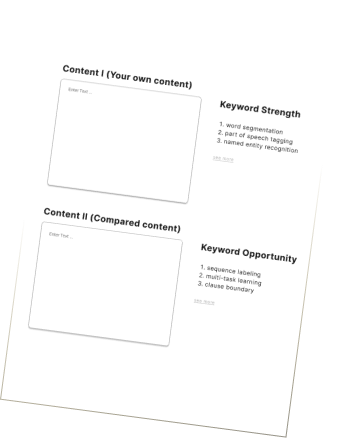 Content I (Your own content)
Enter Text ...
Keyword Strength
1. word segmentation
2. part of speech tagging
3. named entity recognition
see more
Content II (Compared content)
Enter Text ...
Keyword Opportunity
1. sequence labeling
2. multi-task learning
3. clause boundary
see more